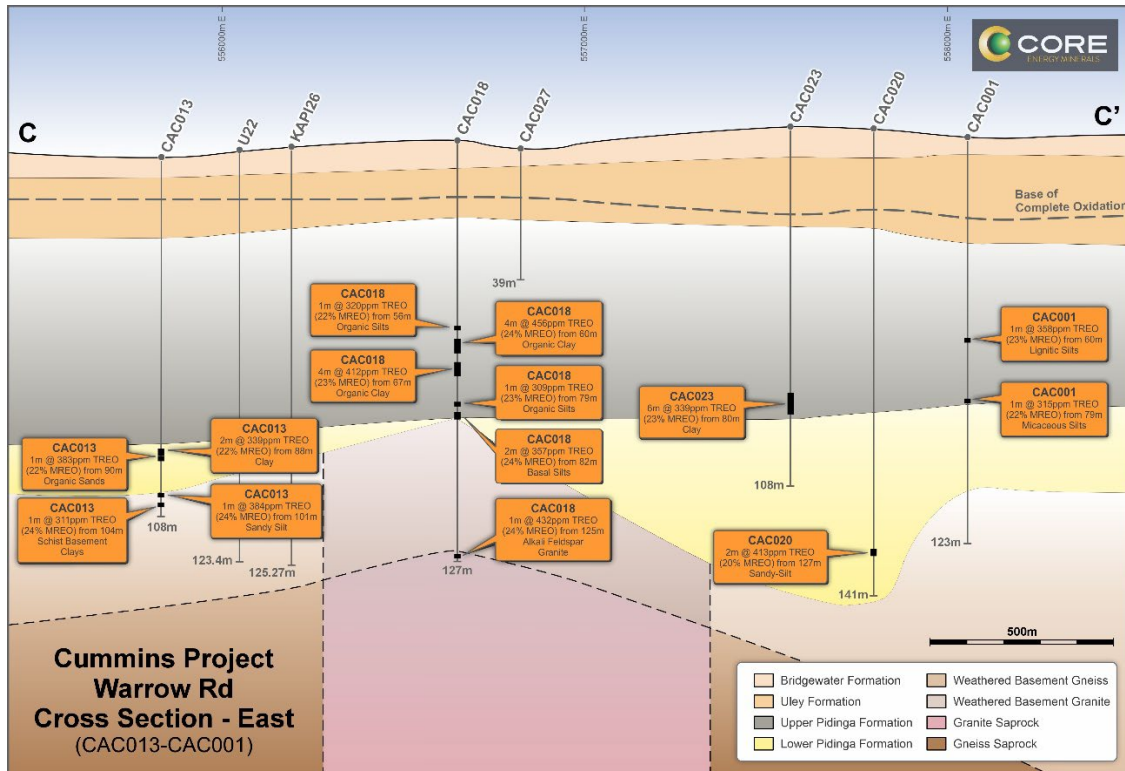 556000m E
557000m E
558000m E
CORE
ENERGY MINERALS
C
C'
CAC013
U22
KAPI26
CAC018
CAC027
CAC023
CAC020
CAC001
Base of
Complete Oxidation
39m
CAC018
1m @ 320ppm TREO
(22% MREO) from 56m
Organic Silts
CAC018
4m @ 456ppm TREO
(24% MREO) from 60m
Organic Clay
CAC001
1m @ 358ppm TREO
(23% MREO) from 60m
Lignitic Silts
CAC018
4m @ 412ppm TREO
(23% MREO) from 67m
Organic Clay
CAC018
1m @ 309ppm TREO
(23% MREO) from 79m
Organic Silts
CAC023
6m @ 339ppm TREO
(23% MREO) from 80m
Clay
CAC001
1m @ 315ppm TREO
(22% MREO) from 79m
Micaceous Silts
CAC013
1m @ 383ppm TREO
(22% MREO) from 90m
Organic Sands
CAC013
2m @ 339ppm TREO
(22% MREO) from 88m
Clay
CAC018
2m @ 357ppm TREO
(24% MREO) from 82m
Basal Silts
CAC013
1m @ 311ppm TREO
(24% MREO) from 104m
Schist Basement
Clays
CAC013
1m @ 384ppm TREO
(24% MREO) from 101m
Sandy Silt
CAC018
1m @ 432ppm TREO
(24% MREO) from 125m
Alkali Feldspar
Granite
CAC020
2m @ 413ppm TREO
(20% MREO) from 127m
Sandy-Silt
108m
123.4m
125.27m
127m
108m
141m
123m
500m
Cummins Project
Warrow Rd
Cross Section - East
(CAC013-CAC001)
Bridgewater Formation
Uley Formation
Upper Pidinga Formation
Lower Pidinga Formation
Weathered Basement Gneiss
Weathered Basement Granite
Granite Saprock
Gneiss Saprock